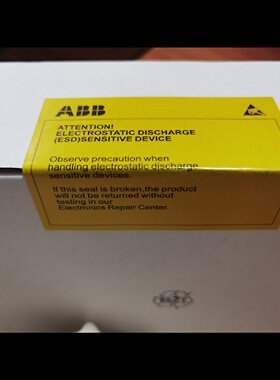 ABB
ATTENTION!
ELECTROSTATIC DISCHARGE
(ESD)SENSITIVE DEVICE
Observe precaution when
handling electrostatic discharge
sensitive devices.
If this seal is broken,the product
will not be returned without
testing in our
Electronics Repair Center.